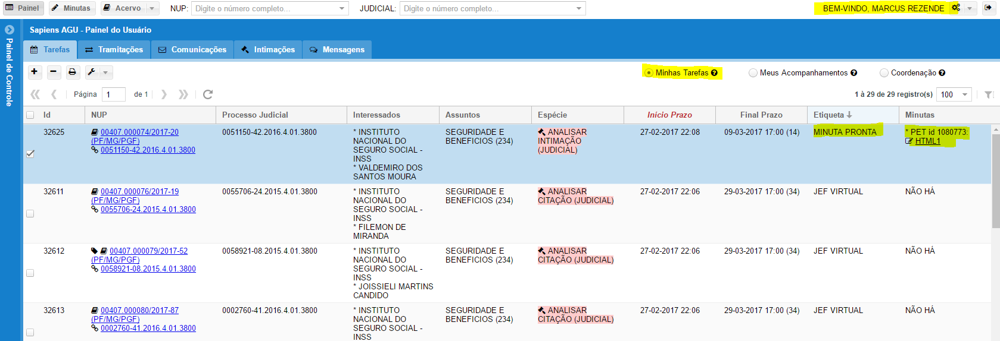 Painel Minutas Acervo NUP: Digite o número completo... JUDICIAL: Digite o número completo... BEM-VINDO, MARCUS REZENDE
Painel de Controle
Sapiens AGU - Painel do Usuário
Tarefas Tramitações Comunicações Intimações Mensagens
Minhas Tarefas Meus Acompanhamentos Coordenação
Página 1 de 1 1 à 29 de 29 registro(s) 100
Id NUP Processo Judicial Interessados Assuntos Espécie Início Prazo Final Prazo Etiqueta Minutas
32625 00407.000074/2017-20 0051150-42.2016.4.01.3800 * INSTITUTO SEGURIDADE E ANALISAR 27-02-2017 22:08 09-03-2017 17:00 (14) MINUTA PRONTA * PET id 1080773:
(PF/MG/PGF) NACIONAL DO BENEFICIOS (234) INTIMAÇÃO HTML1
0051150-42.2016.4.01.3800 SEGURO SOCIAL - (JUDICIAL)
INSS
* VALDEMIRO DOS
SANTOS MOURA
32611 00407.000076/2017-19 0055706-24.2015.4.01.3800 * INSTITUTO SEGURIDADE E ANALISAR 27-02-2017 22:06 29-03-2017 17:00 (34) JEF VIRTUAL NÃO HÁ
(PF/MG/PGF) NACIONAL DO BENEFICIOS (234) CITAÇÃO (JUDICIAL)
0055706-24.2015.4.01.3800 SEGURO SOCIAL -
INSS
* FILEMON DE
MIRANDA
32612 00407.000079/2017-52 0058921-08.2015.4.01.3800 * INSTITUTO SEGURIDADE E ANALISAR 27-02-2017 22:06 29-03-2017 17:00 (34) JEF VIRTUAL NÃO HÁ
(PF/MG/PGF) NACIONAL DO BENEFICIOS (234) CITAÇÃO (JUDICIAL)
0058921-08.2015.4.01.3800 SEGURO SOCIAL -
INSS
* JOISSIELI MARTINS
CANDIDO
32613 00407.000080/2017-87 0002760-41.2016.4.01.3800 * INSTITUTO SEGURIDADE E ANALISAR 27-02-2017 22:06 29-03-2017 17:00 (34) JEF VIRTUAL NÃO HÁ
(PF/MG/PGF) NACIONAL DO BENEFICIOS (234) CITAÇÃO (JUDICIAL)
0002760-41.2016.4.01.3800 SEGURO SOCIAL -
INSS